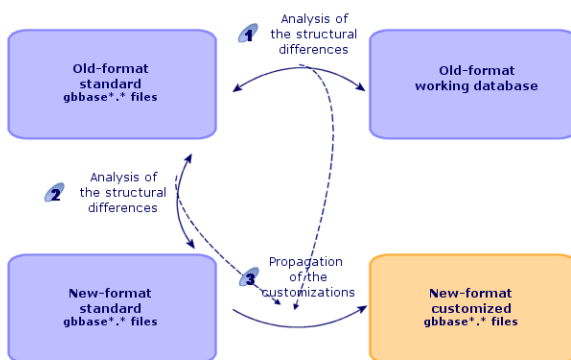 1
Analysis of
the structural
differences
Old-format
standard
gbbase*.* files
Old-format
working database
2
Analysis of
the structural
differences
3
Propagation
of the
customizations
New-format
standard
gbbase*.* files
New-format
customized
gbbase*.* files